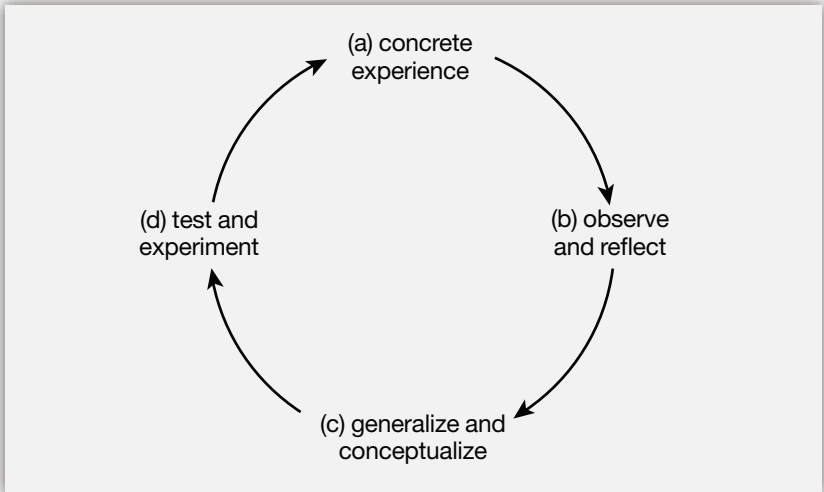 (a) concrete
experience
(b) observe
and reflect
(c) generalize and
conceptualize
(d) test and
experiment